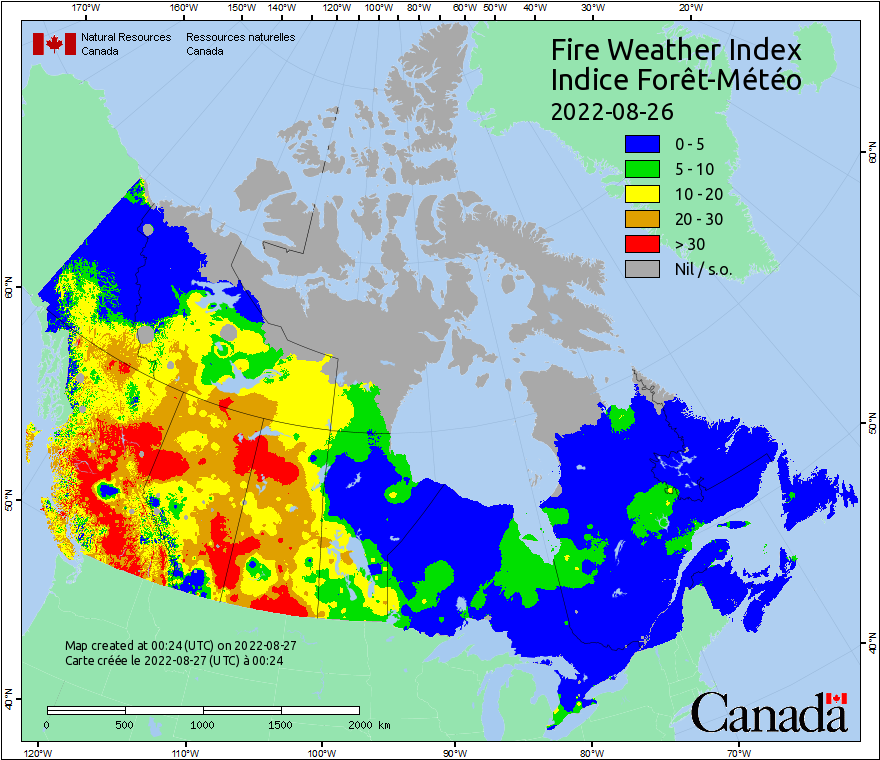 170°W 160°W 150°W 140°W 130°W 120°W 110°W 100°W 90°W 80°W 60°W 50°W 40°W 30°W 20°W
Natural Resources Ressources naturelles
Canada Canada
Fire Weather Index
Indice Forêt-Météo
2022-08-26
0 - 5
5 - 10
10 - 20
20 - 30
> 30
Nil / s.o.
60°N
60°N
50°N
50°N
40°N
40°N
Map created at 00:24 (UTC) on 2022-08-27
Carte créée le 2022-08-27 (UTC) à 00:24
0 500 1000 1500 2000 km
Canada
120°W 110°W 100°W 90°W 80°W 70°W